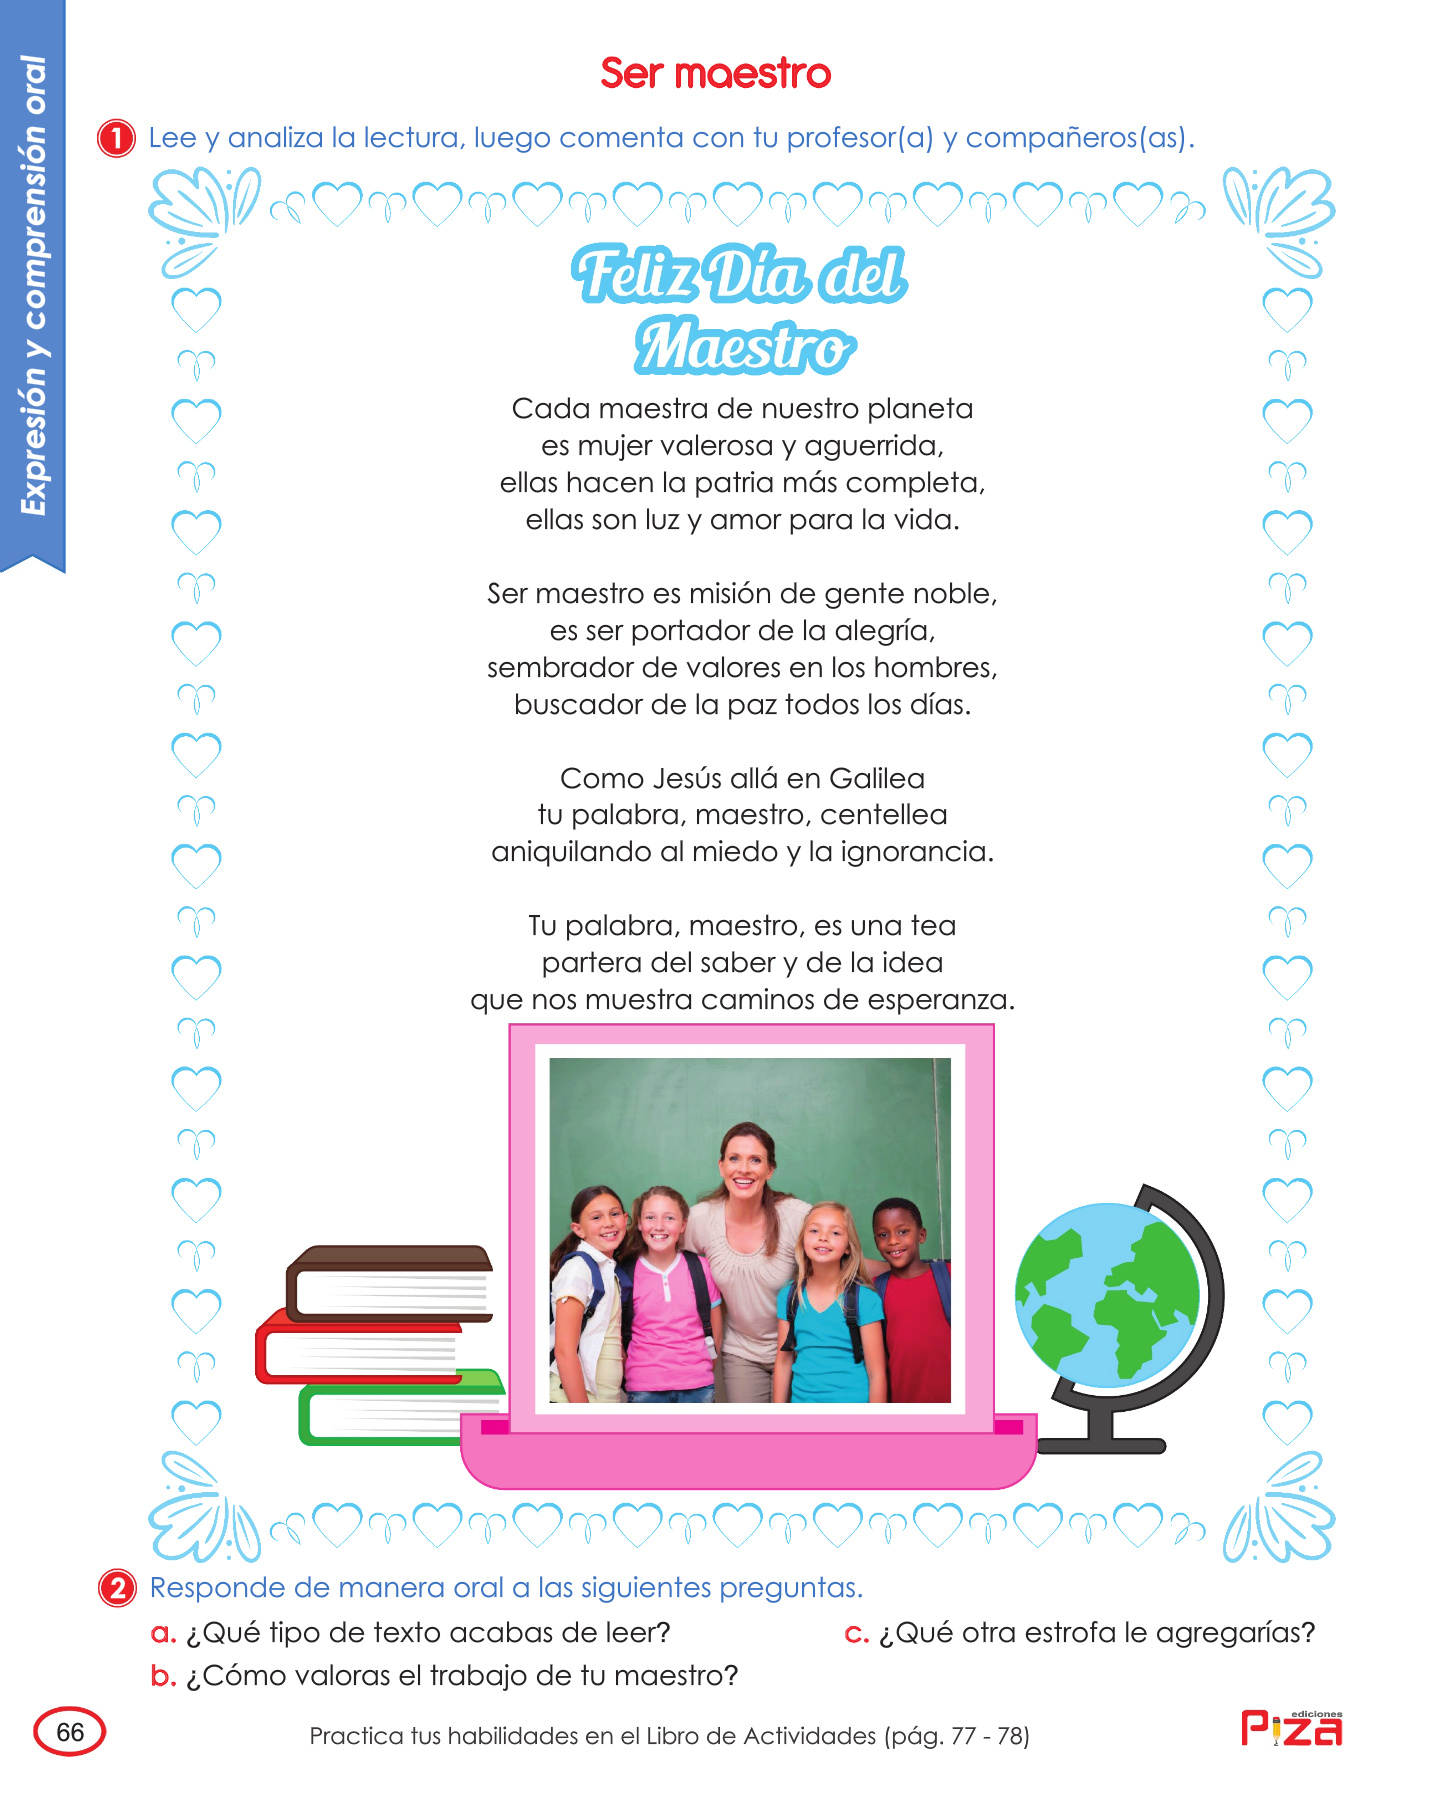 Expresión y comprensión oral
Ser maestro
1 Lee y analiza la lectura, luego comenta con tu profesor(a) y compañeros(as).
Feliz Día del
Maestro
Cada maestra de nuestro planeta
es mujer valerosa y aguerrida,
ellas hacen la patria más completa,
ellas son luz y amor para la vida.
Ser maestro es misión de gente noble,
es ser portador de la alegría,
sembrador de valores en los hombres,
buscador de la paz todos los días.
Como Jesús allá en Galilea
tu palabra, maestro, centellea
aniquilando al miedo y la ignorancia.
Tu palabra, maestro, es una tea
partera del saber y de la idea
que nos muestra caminos de esperanza.
2 Responde de manera oral a las siguientes preguntas.
a. ¿Qué tipo de texto acabas de leer?
b. ¿Cómo valoras el trabajo de tu maestro?
c. ¿Qué otra estrofa le agregarías?
66
Practica tus habilidades en el Libro de Actividades (pág. 77 - 78)
ediciones
Piza